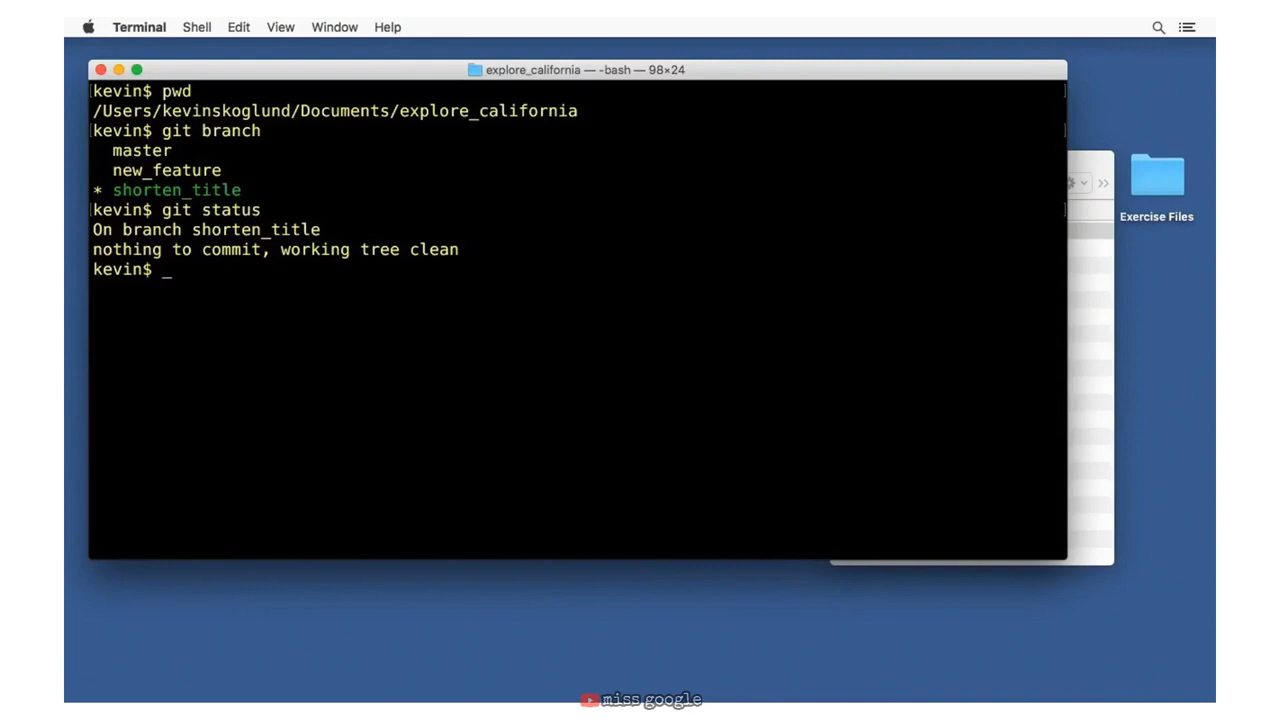 Terminal Shell Edit View Window Help
explore_california — -bash — 98×24
kevin$ pwd
/Users/kevinskoglund/Documents/explore_california
kevin$ git branch
master
new_feature
* shorten_title
kevin$ git status
On branch shorten_title
nothing to commit, working tree clean
kevin$ _
Exercise Files
miss google